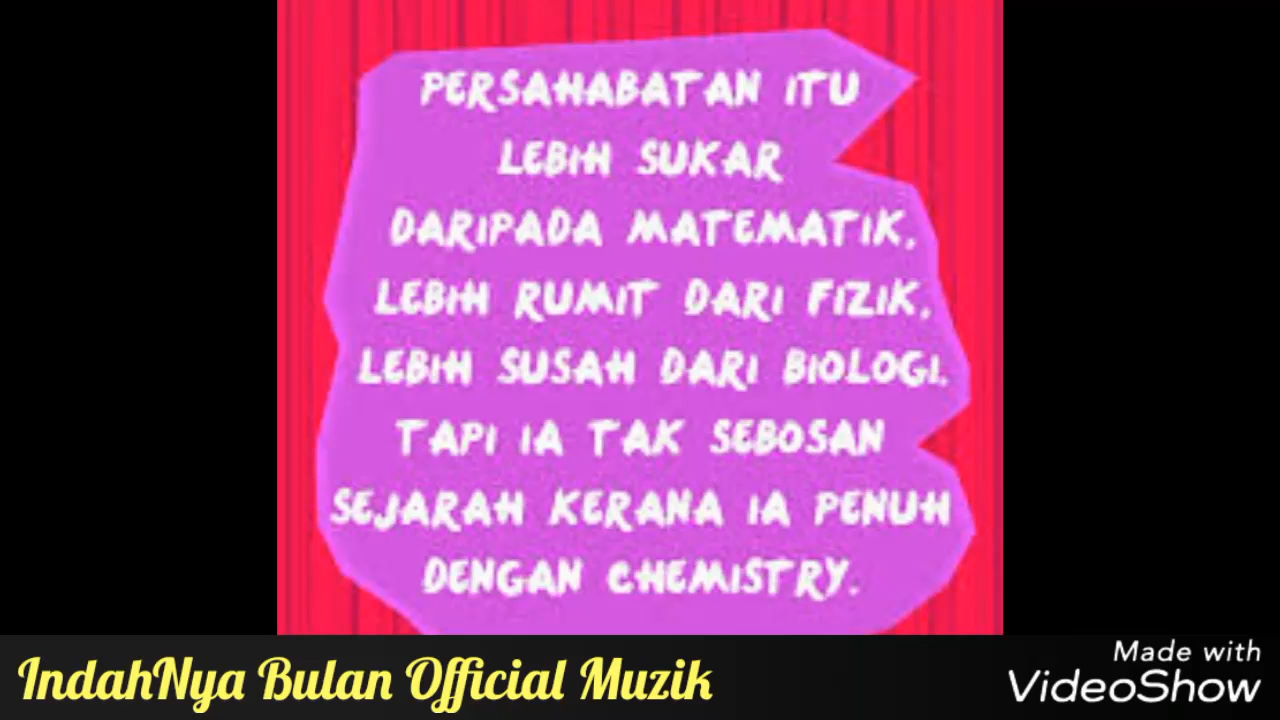 PERSAHABATAN ITU
LEBIH SUKAR
DARIPADA MATEMATIK,
LEBIH RUMIT DARI FIZIK,
LEBIH SUSAH DARI BIOLOGI.
TAPI IA TAK SEBOSAN
SEJARAH KERANA IA PENUH
DENGAN CHEMISTRY.
IndahNya Bulan Official Muzik
Made with
VideoShow